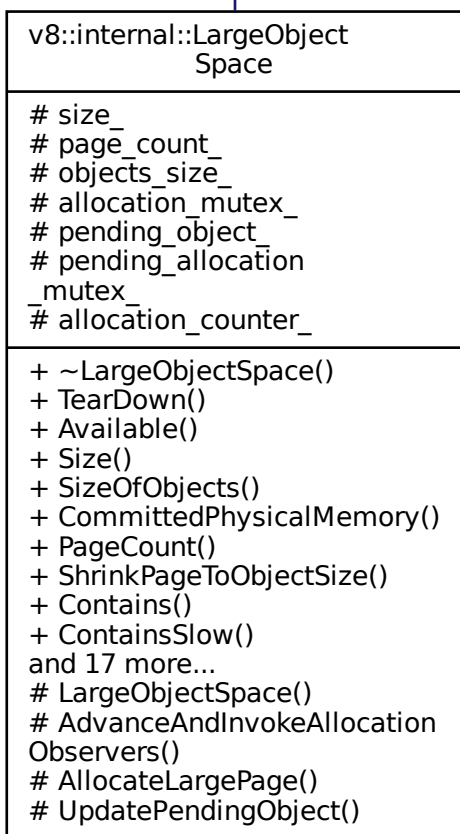 v8::internal::LargeObject
Space
# size_
# page_count_
# objects_size_
# allocation_mutex_
# pending_object_
# pending_allocation
_mutex_
# allocation_counter_
+ ~LargeObjectSpace()
+ TearDown()
+ Available()
+ Size()
+ SizeOfObjects()
+ CommittedPhysicalMemory()
+ PageCount()
+ ShrinkPageToObjectSize()
+ Contains()
+ ContainsSlow()
and 17 more...
# LargeObjectSpace()
# AdvanceAndInvokeAllocation
Observers()
# AllocateLargePage()
# UpdatePendingObject()